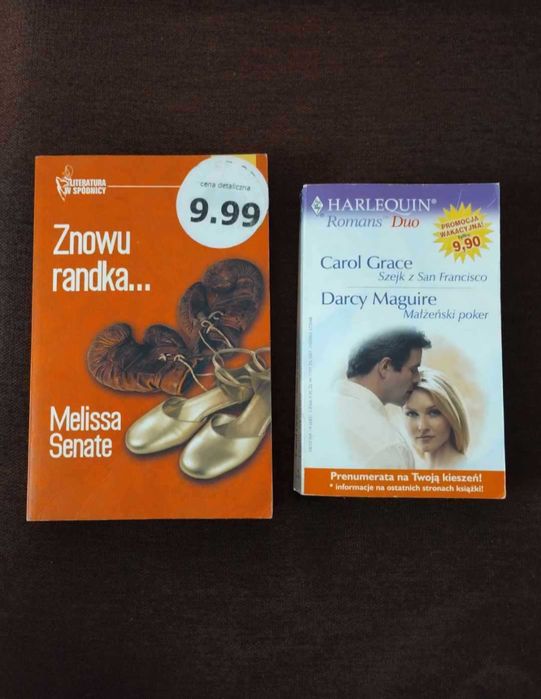 LITERATURA
W SPÓDNICY
cena detaliczna
9.99
Znowu
randka...
Melissa
Senate
HARLEQUIN®
Romans Duo
PROMOCJA
WAKACYJNA!
tylko
9,90
Carol Grace
Szejk z San Francisco
Darcy Maguire
Małżeński poker
Prenumerata na Twoją kieszeń!
* informacje na ostatnich stronach książki!